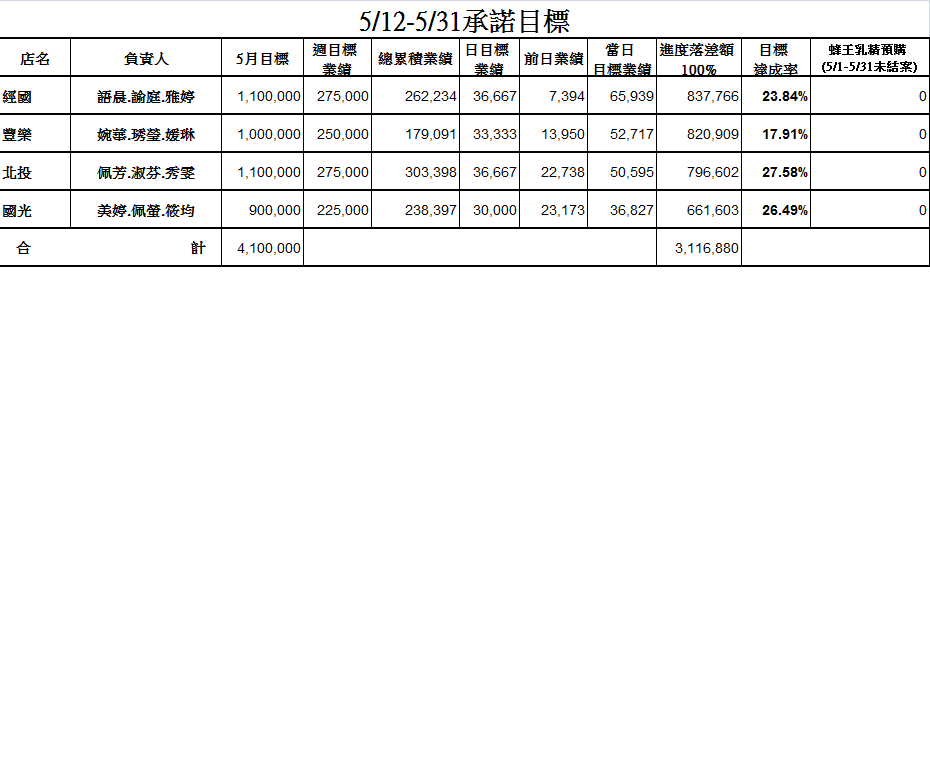 5/12-5/31承諾目標
店名 負責人 5月目標 週目標業績 總累積業績 日目標業績 前日業績 當日目標業績 進度落差額100% 目標達成率 蜂王乳精預購(5/1-5/31未結案)
經國 語晨.諭庭.雅婷 1,100,000 275,000 262,234 36,667 7,394 65,939 837,766 23.84% 0
豐樂 婉華.琇瑩.媛琳 1,000,000 250,000 179,091 33,333 13,950 52,717 820,909 17.91% 0
北投 佩芳.淑芬.秀雯 1,100,000 275,000 303,398 36,667 22,738 50,595 796,602 27.58% 0
國光 美婷.佩螢.筱均 900,000 225,000 238,397 30,000 23,173 36,827 661,603 26.49% 0
合計 4,100,000 3,116,880